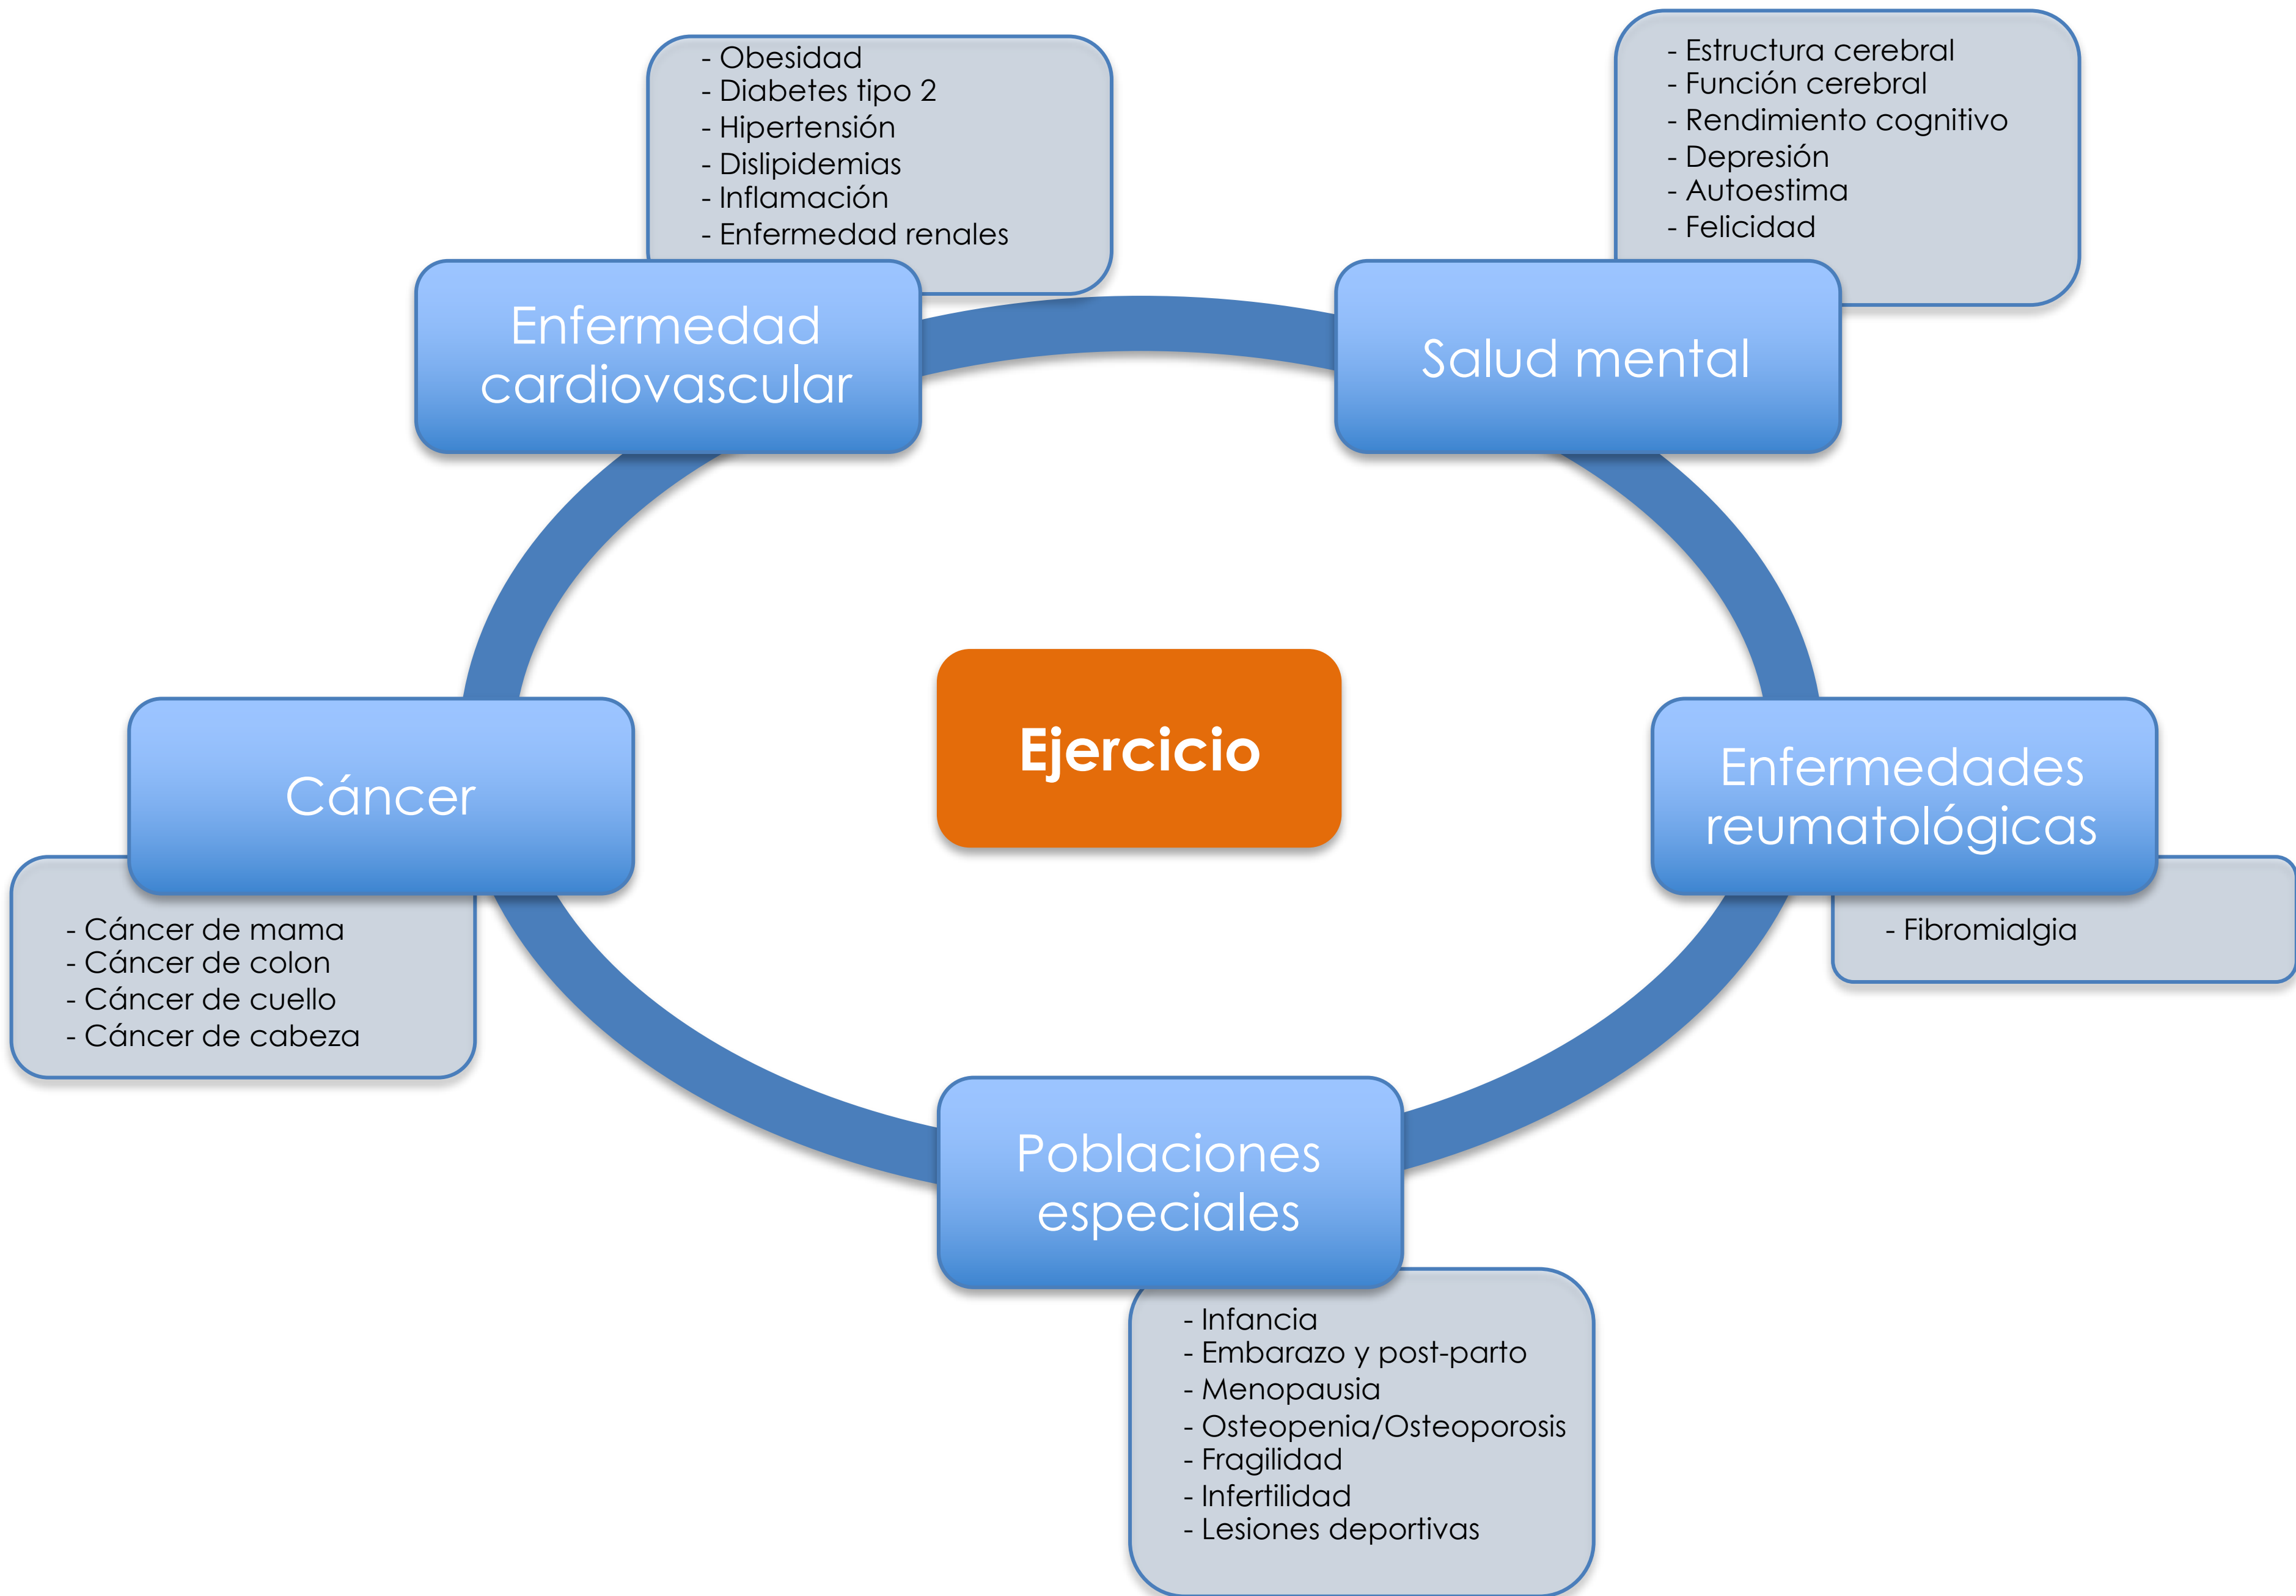 - Obesidad
- Diabetes tipo 2
- Hipertensión
- Dislipidemias
- Inflamación
- Enfermedad renales
Enfermedad
cardiovascular
- Estructura cerebral
- Función cerebral
- Rendimiento cognitivo
- Depresión
- Autoestima
- Felicidad
Salud mental
Ejercicio
Cáncer
- Cáncer de mama
- Cáncer de colon
- Cáncer de cuello
- Cáncer de cabeza
Enfermedades
reumatológicas
- Fibromialgia
Poblaciones
especiales
- Infancia
- Embarazo y post-parto
- Menopausia
- Osteopenia/Osteoporosis
- Fragilidad
- Infertilidad
- Lesiones deportivas